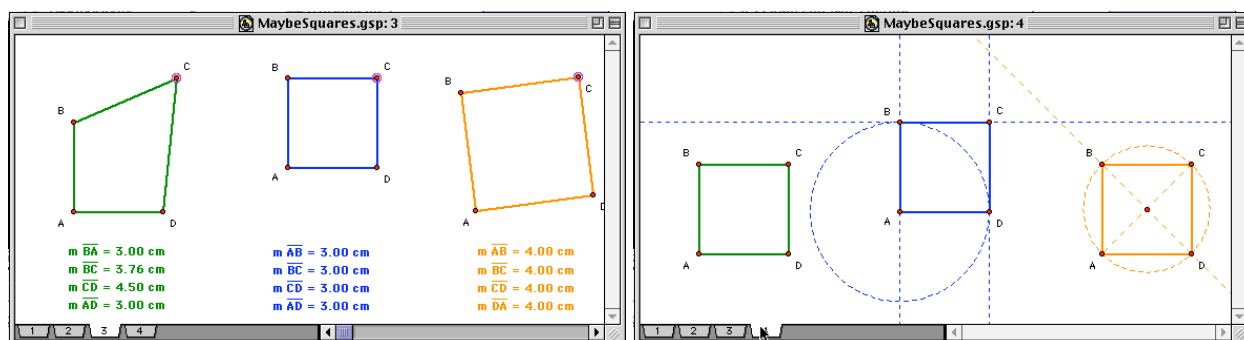 MaybeSquares.gsp: 3
C
B
A
D
m BA = 3.00 cm
m BC = 3.76 cm
m CD = 4.50 cm
m AD = 3.00 cm
B
C
A
D
m AB = 3.00 cm
m BC = 3.00 cm
m CD = 3.00 cm
m AD = 3.00 cm
B
C
A
D
m AB = 4.00 cm
m BC = 4.00 cm
m CD = 4.00 cm
m DA = 4.00 cm
1 2 3 4
MaybeSquares.gsp: 4
B
C
A
D
B
C
A
D
B
C
A
D
1 2 3